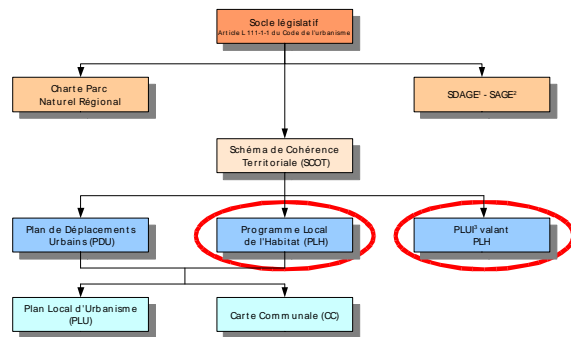 Socle législatif
Article L 111-1-1 du Code de l'urbanisme
Charte Parc
Naturel Régional
SDAGE¹ - SAGE²
Schéma de Cohérence
Territoriale (SCOT)
Plan de Déplacements
Urbains (PDU)
Programme Local
de l'Habitat (PLH)
PLUI³ valant
PLH
Plan Local d'Urbanisme
(PLU)
Carte Communale (CC)